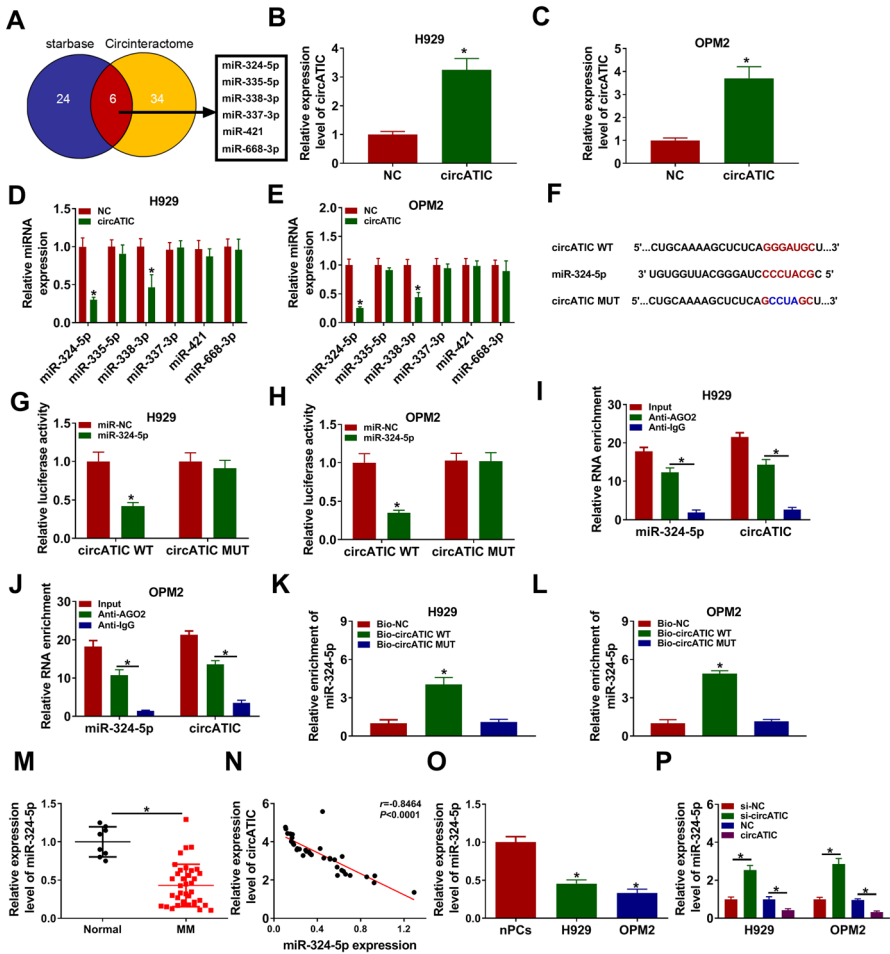 A
starbase
Circinteractome
24
6
34
miR-324-5p
miR-335-5p
miR-338-3p
miR-337-3p
miR-421
miR-668-3p
B
H929
Relative expression
level of circATIC
4
3
2
1
0
*
NC
circATIC
C
OPM2
Relative expression
level of circATIC
5
4
3
2
1
0
*
NC
circATIC
D
H929
Relative miRNA
expression
1.5
1.0
0.5
0.0
NC
circATIC
*
*
miR-324-5p
miR-335-5p
miR-338-3p
miR-337-3p
miR-421
miR-668-3p
E
OPM2
Relative miRNA
expression
2.0
1.5
1.0
0.5
0.0
NC
circATIC
*
*
miR-324-5p
miR-335-5p
miR-338-3p
miR-337-3p
miR-421
miR-668-3p
F
circATIC WT 5'...CUGCAAAAGCUCUCAGGGAUGCU...3'
miR-324-5p 3' UGUGGUUACGGGAUCCCCUACGC 5'
circATIC MUT 5'...CUGCAAAAGCUCUCAGCCUAGCU...3'
G
H929
Relative luciferase activity
1.5
1.0
0.5
0.0
miR-NC
miR-324-5p
*
circATIC WT
circATIC MUT
H
OPM2
Relative luciferase activity
1.5
1.0
0.5
0.0
miR-NC
miR-324-5p
*
circATIC WT
circATIC MUT
I
H929
Relative RNA enrichment
30
20
10
0
Input
Anti-AGO2
Anti-IgG
*
*
miR-324-5p
circATIC
J
OPM2
Relative RNA enrichment
30
20
10
0
Input
Anti-AGO2
Anti-IgG
*
*
miR-324-5p
circATIC
K
H929
Relative enrichment of
miR-324-5p
9
6
3
0
Bio-NC
Bio-circATIC WT
Bio-circATIC MUT
*
L
OPM2
Relative enrichment of
miR-324-5p
9
6
3
0
Bio-NC
Bio-circATIC WT
Bio-circATIC MUT
*
M
Relative expression
level of miR-324-5p
1.5
1.0
0.5
0.0
*
Normal
MM
N
Relative expression
level of circATIC
6
4
2
0
r=-0.8464
P<0.0001
0.0
0.4
0.8
1.2
miR-324-5p expression
O
Relative expression
level of miR-324-5p
1.5
1.0
0.5
0.0
*
*
nPCs
H929
OPM2
P
Relative expression
level of miR-324-5p
6
4
2
0
si-NC
si-circATIC
NC
circATIC
*
*
*
*
H929
OPM2